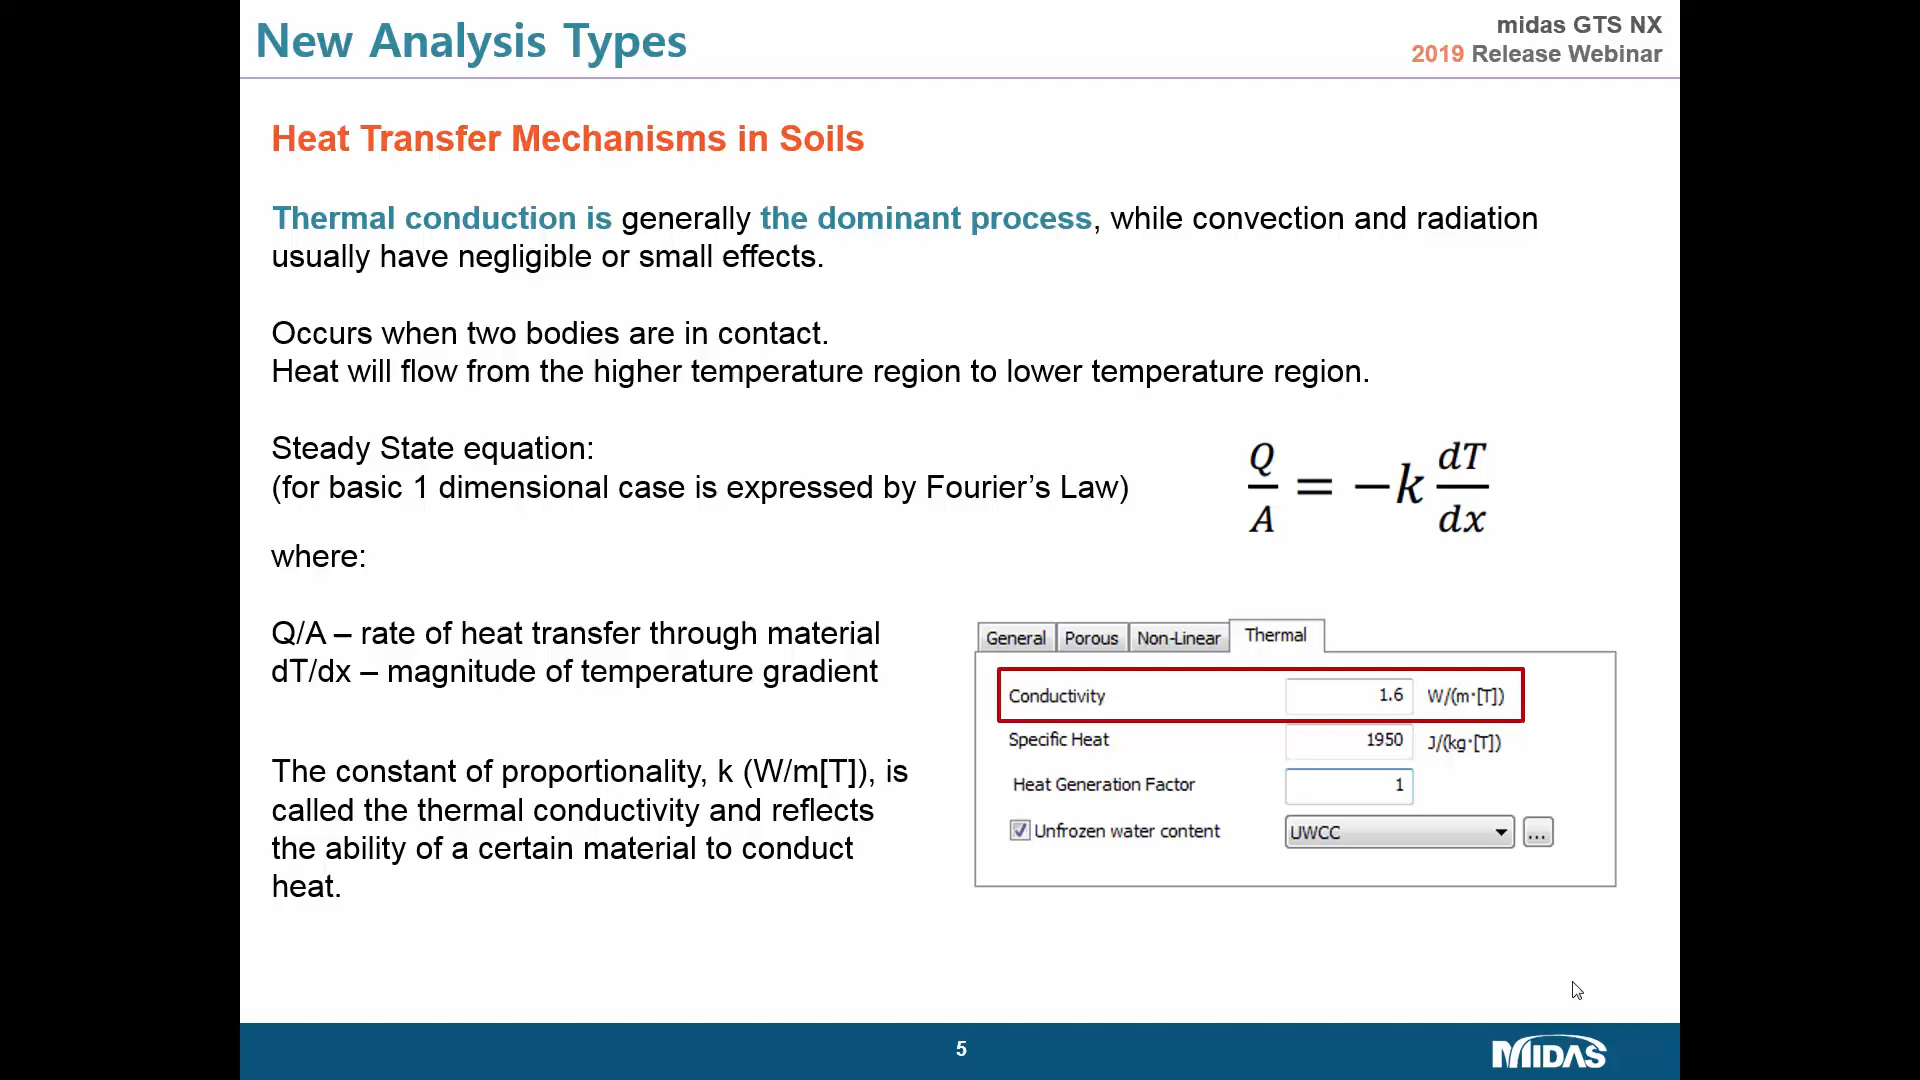 New Analysis Types
midas GTS NX
2019 Release Webinar
Heat Transfer Mechanisms in Soils
Thermal conduction is generally the dominant process, while convection and radiation
usually have negligible or small effects.
Occurs when two bodies are in contact.
Heat will flow from the higher temperature region to lower temperature region.
Steady State equation:
(for basic 1 dimensional case is expressed by Fourier’s Law)
Q/A = −k dT/dx
where:
Q/A – rate of heat transfer through material
dT/dx – magnitude of temperature gradient
The constant of proportionality, k (W/m[T]), is
called the thermal conductivity and reflects
the ability of a certain material to conduct
heat.
General Porous Non-Linear Thermal
Conductivity 1.6 W/(m·[T])
Specific Heat 1950 J/(kg·[T])
Heat Generation Factor 1
Unfrozen water content UWCC ...
5
MIDAS